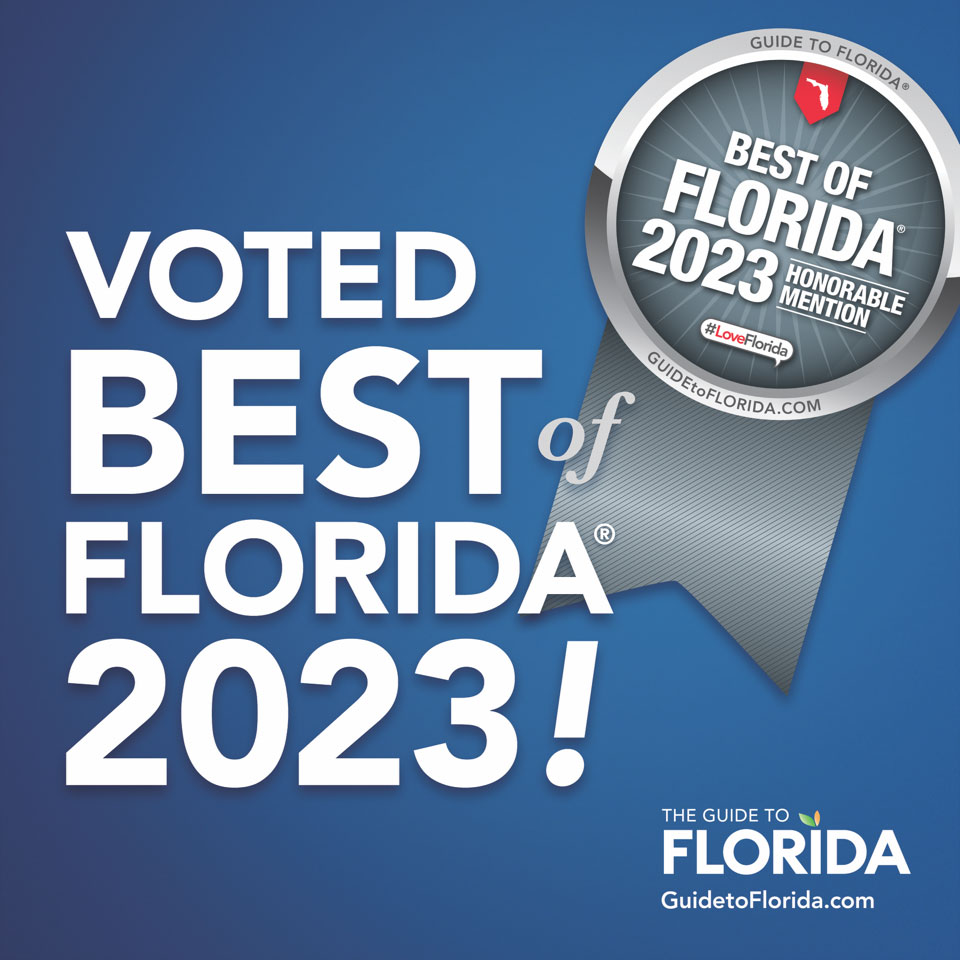 GUIDE TO FLORIDA®
BEST OF
FLORIDA®
2023 HONORABLE
MENTION
#LoveFlorida
GUIDEtoFLORIDA.COM
VOTED
BEST of
FLORIDA®
2023!
THE GUIDE TO
FLORIDA
GuidetoFlorida.com